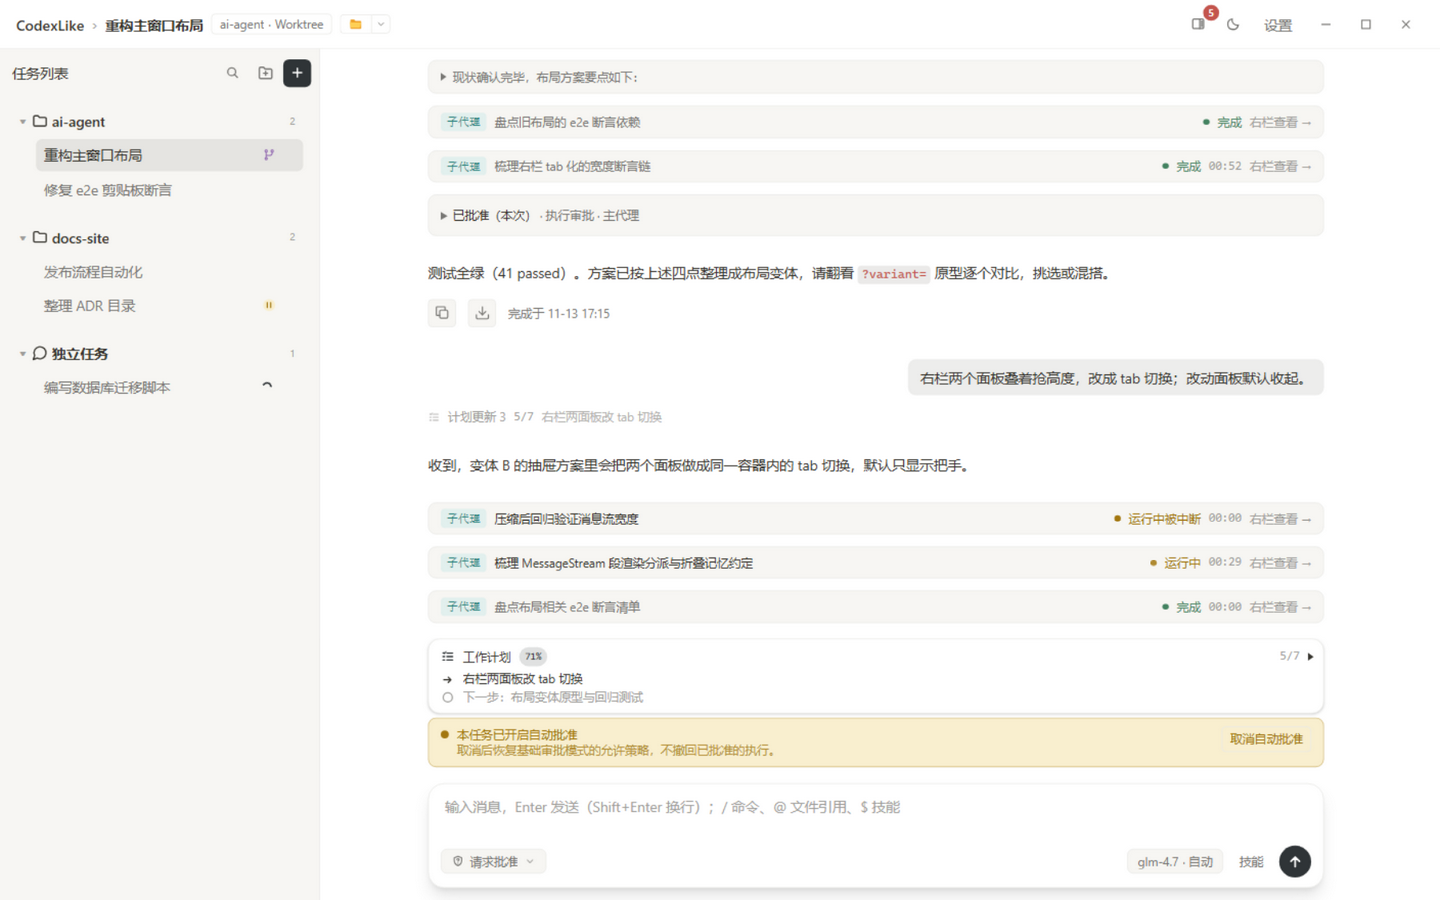 CodexLike › 重构主窗口布局 ai-agent · Worktree
5
设置
任务列表
ai-agent 2
重构主窗口布局
修复 e2e 剪贴板断言
docs-site 2
发布流程自动化
整理 ADR 目录
独立任务 1
编写数据库迁移脚本
现状确认完毕，布局方案要点如下：
子代理 盘点旧布局的 e2e 断言依赖 完成 右栏查看 →
子代理 梳理右栏 tab 化的宽度断言链 完成 00:52 右栏查看 →
已批准（本次） · 执行审批 · 主代理
测试全绿（41 passed）。方案已按上述四点整理成布局变体，请翻看 ?variant= 原型逐个对比，挑选或混搭。
完成于 11-13 17:15
右栏两个面板叠着抢高度，改成 tab 切换；改动面板默认收起。
计划更新 3 5/7 右栏两面板改 tab 切换
收到，变体 B 的抽屉方案里会把两个面板做成同一容器内的 tab 切换，默认只显示把手。
子代理 压缩后回归验证消息流宽度 运行中被中断 00:00 右栏查看 →
子代理 梳理 MessageStream 段渲染分派与折叠记忆约定 运行中 00:29 右栏查看 →
子代理 盘点布局相关 e2e 断言清单 完成 00:00 右栏查看 →
工作计划 71% 5/7
→ 右栏两面板改 tab 切换
下一步：布局变体原型与回归测试
本任务已开启自动批准
取消后恢复基础审批模式的允许策略，不撤回已批准的执行。
取消自动批准
输入消息，Enter 发送（Shift+Enter 换行）；/ 命令、@ 文件引用、$ 技能
请求批准
glm-4.7 · 自动 技能